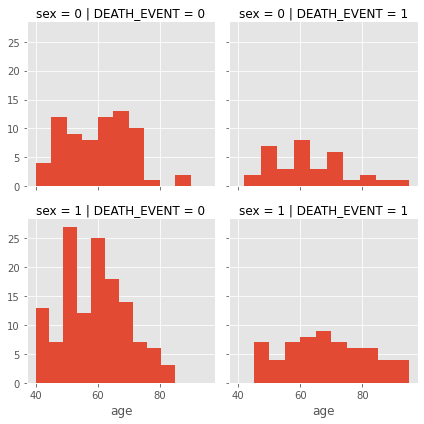 sex = 0 | DEATH_EVENT = 0
sex = 0 | DEATH_EVENT = 1
25
20
15
10
5
0
sex = 1 | DEATH_EVENT = 0
sex = 1 | DEATH_EVENT = 1
25
20
15
10
5
0
40 60 80
40 60 80
age
age